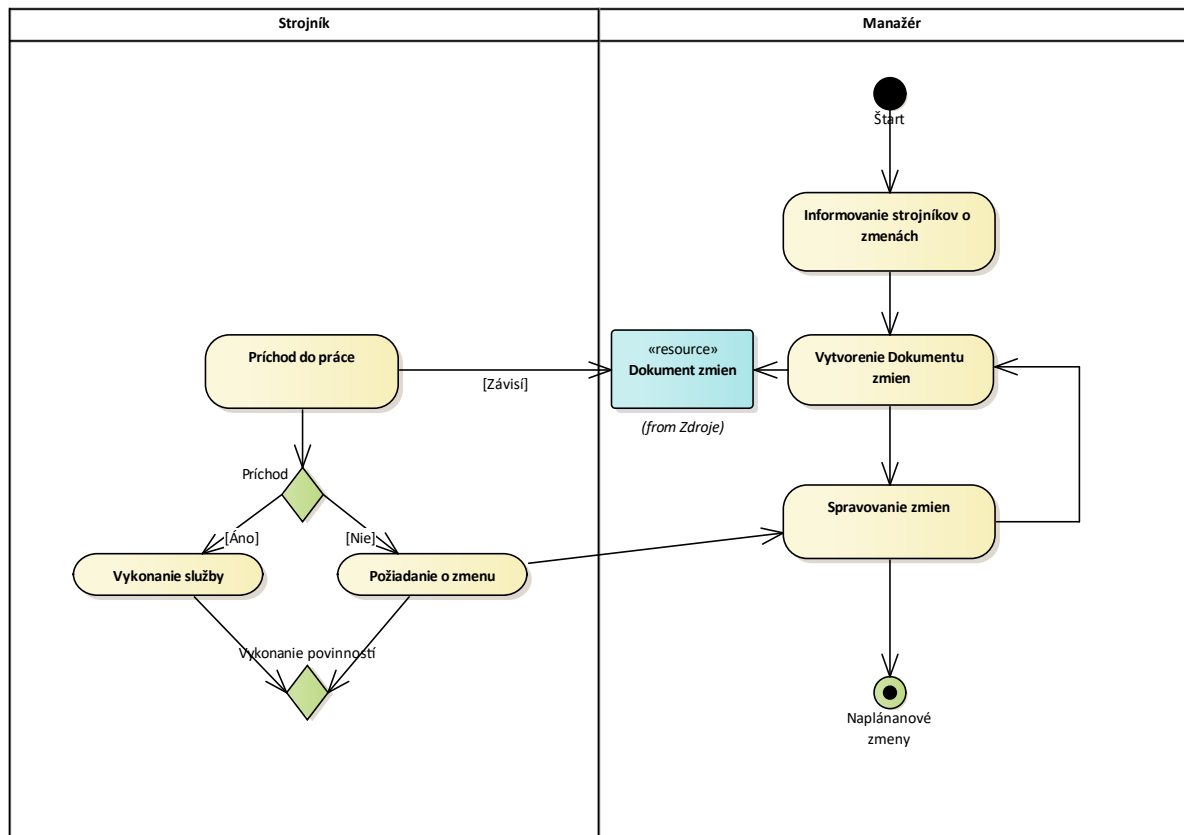 Strojník
Manažér
Štart
Informovanie strojníkov o
zmenách
Príchod do práce
[Závisí]
«resource»
Dokument zmien
(from Zdroje)
Vytvorenie Dokumentu
zmien
Príchod
[Áno]
[Nie]
Spravovanie zmien
Vykonanie služby
Požiadanie o zmenu
Vykonanie povinností
Naplánanové
zmeny